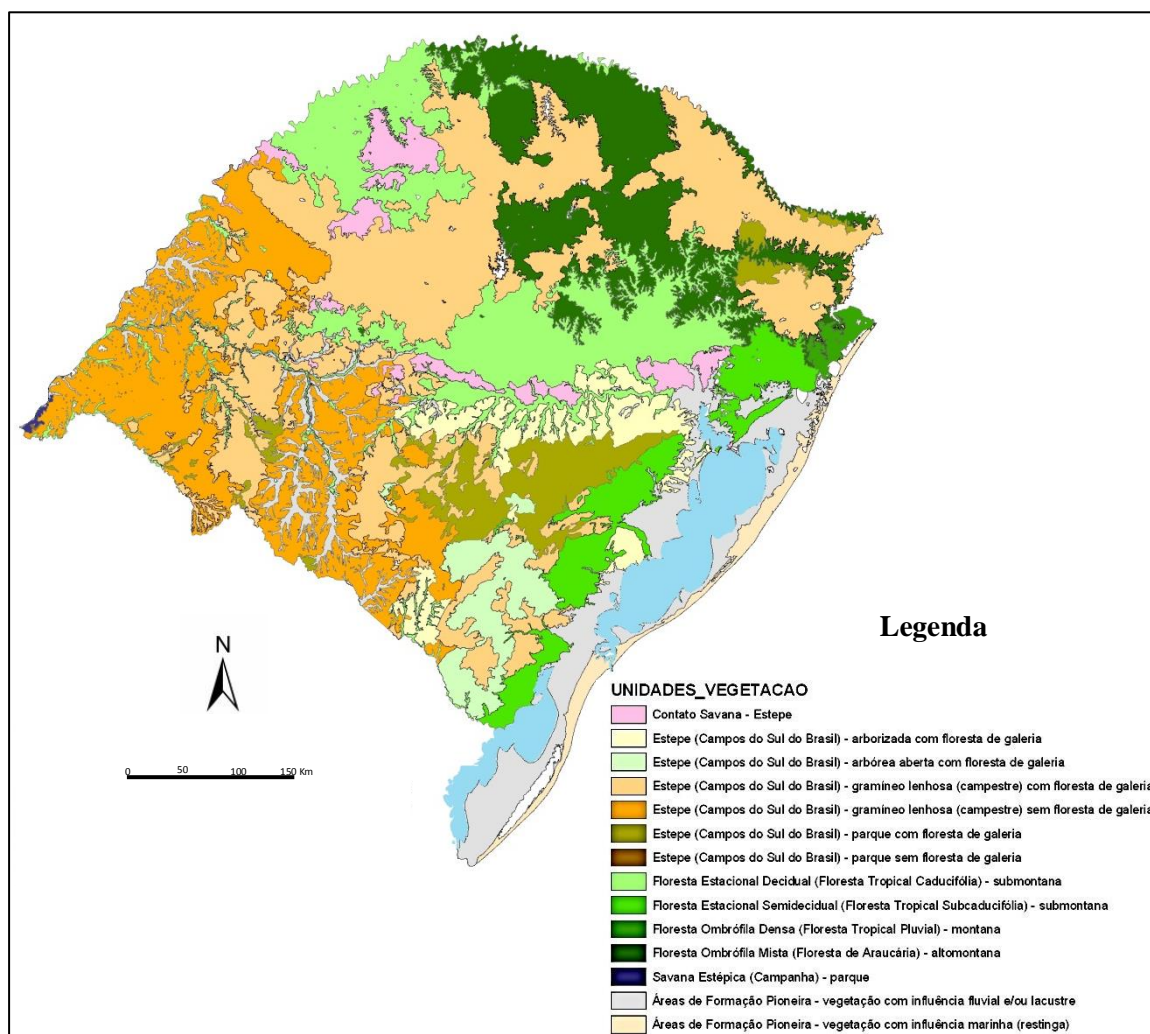 Legenda
N
0 50 100 150 Km
UNIDADES_VEGETACAO
Contato Savana - Estepe
Estepe (Campos do Sul do Brasil) - arborizada com floresta de galeria
Estepe (Campos do Sul do Brasil) - arbórea aberta com floresta de galeria
Estepe (Campos do Sul do Brasil) - gramíneo lenhosa (campestre) com floresta de galeria
Estepe (Campos do Sul do Brasil) - gramíneo lenhosa (campestre) sem floresta de galeria
Estepe (Campos do Sul do Brasil) - parque com floresta de galeria
Estepe (Campos do Sul do Brasil) - parque sem floresta de galeria
Floresta Estacional Decidual (Floresta Tropical Caducifólia) - submontana
Floresta Estacional Semidecidual (Floresta Tropical Subcaducifólia) - submontana
Floresta Ombrófila Densa (Floresta Tropical Pluvial) - montana
Floresta Ombrófila Mista (Floresta de Araucária) - altomontana
Savana Estépica (Campanha) - parque
Áreas de Formação Pioneira - vegetação com influência fluvial e/ou lacustre
Áreas de Formação Pioneira - vegetação com influência marinha (restinga)